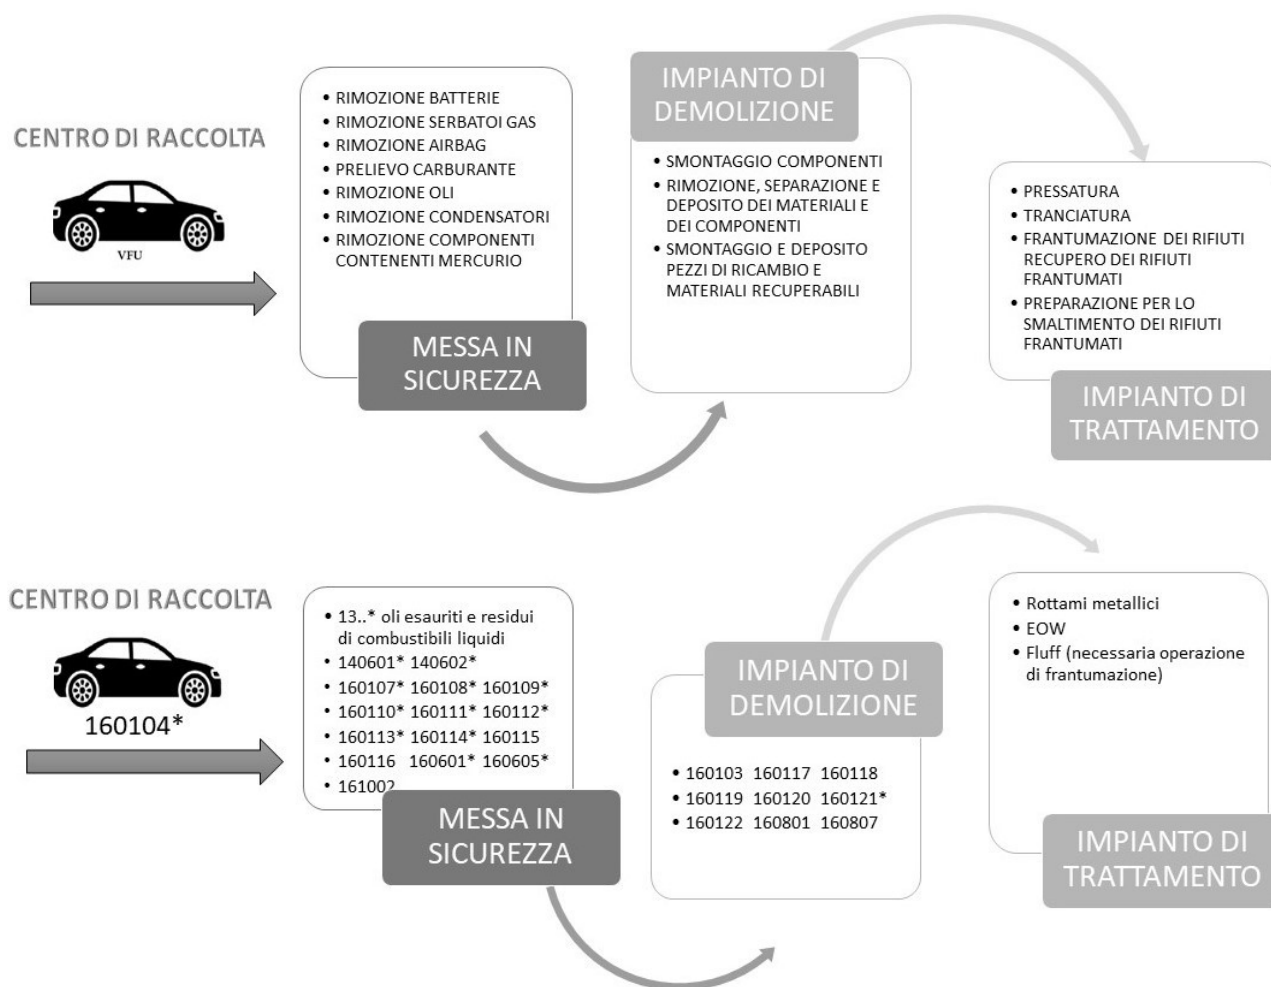 CENTRO DI RACCOLTA
VFU
• RIMOZIONE BATTERIE
• RIMOZIONE SERBATOI GAS
• RIMOZIONE AIRBAG
• PRELIEVO CARBURANTE
• RIMOZIONE OLI
• RIMOZIONE CONDENSATORI
• RIMOZIONE COMPONENTI
CONTENENTI MERCURIO
MESSA IN
SICUREZZA
IMPIANTO DI
DEMOLIZIONE
• SMONTAGGIO COMPONENTI
• RIMOZIONE, SEPARAZIONE E
DEPOSITO DEI MATERIALI E
DEI COMPONENTI
• SMONTAGGIO E DEPOSITO
PEZZI DI RICAMBIO E
MATERIALI RECUPERABILI
• PRESSATURA
• TRANCIATURA
• FRANTUMAZIONE DEI RIFIUTI
RECUPERO DEI RIFIUTI
FRANTUMATI
• PREPARAZIONE PER LO
SMALTIMENTO DEI RIFIUTI
FRANTUMATI
IMPIANTO DI
TRATTAMENTO
CENTRO DI RACCOLTA
160104*
• 13..* oli esauriti e residui
di combustibili liquidi
• 140601* 140602*
• 160107* 160108* 160109*
• 160110* 160111* 160112*
• 160113* 160114* 160115
• 160116 160601* 160605*
• 161002
MESSA IN
SICUREZZA
IMPIANTO DI
DEMOLIZIONE
• 160103 160117 160118
• 160119 160120 160121*
• 160122 160801 160807
• Rottami metallici
• EOW
• Fluff (necessaria operazione
di frantumazione)
IMPIANTO DI
TRATTAMENTO